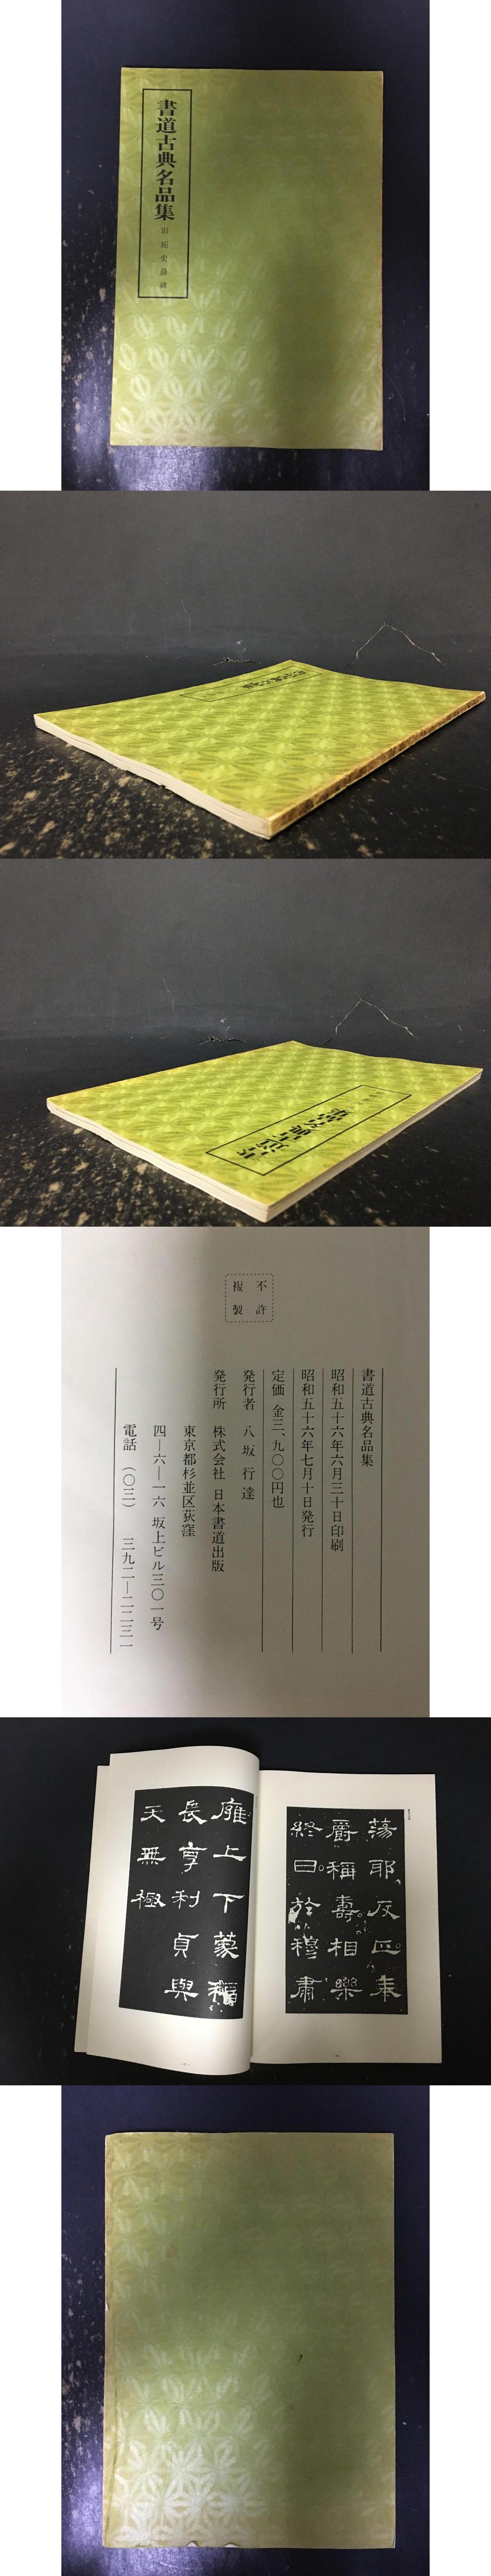 書道古典名品集 旧拓史晨碑
不許
複製
書道古典名品集
昭和五十六年六月三十日印刷
昭和五十六年七月十日発行
定価 金三、九〇〇円也
発行者 八坂行達
発行所 株式会社 日本書道出版
東京都杉並区荻窪
四―六―一六 坂上ビル三〇一号
電話 (〇三) 三九二―二二三一
蕩耶反正奉
爵稱壽相樂
終日於穆肅
雍上下蒙福
長享利貞與
天無極